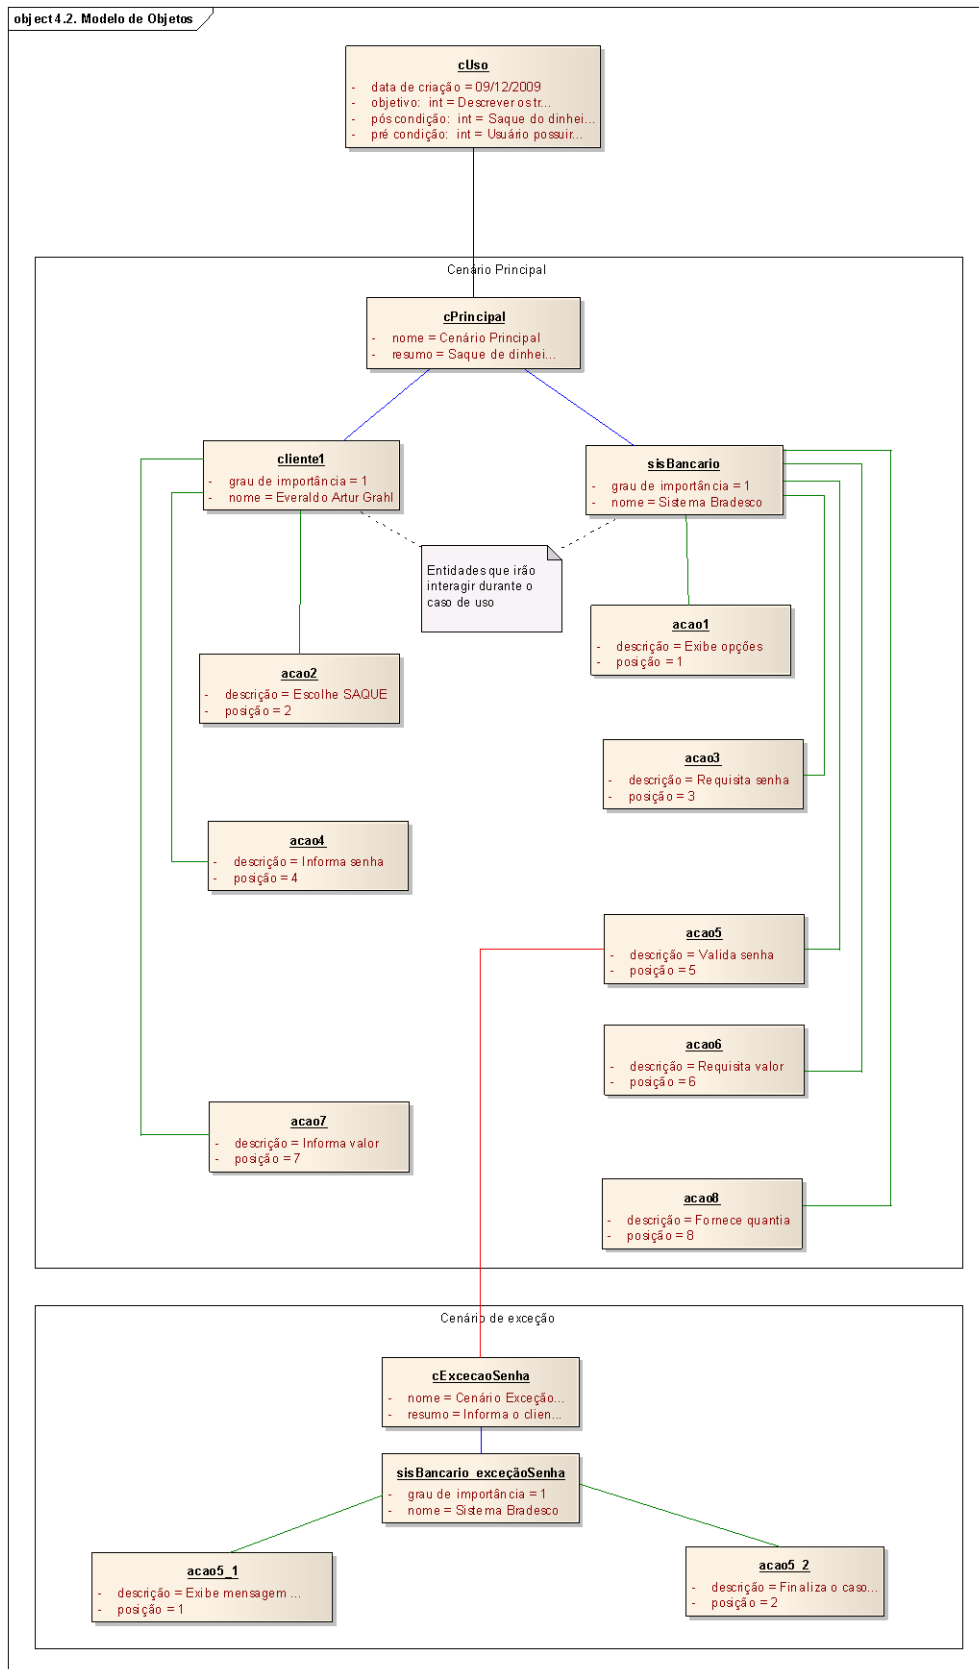 object 4.2. Modelo de Objetos
cUso
- data de criação = 09/12/2009
- objetivo: int = Descrever os tr...
- pós condição: int = Saque do dinhei...
- pré condição: int = Usuário possuir...
Cenário Principal
cPrincipal
- nome = Cenário Principal
- resumo = Saque de dinhei...
cliente1
- grau de importância = 1
- nome = Everaldo Artur Grahl
sisBancario
- grau de importância = 1
- nome = Sistema Bradesco
Entidades que irão
interagir durante o
caso de uso
acao1
- descrição = Exibe opções
- posição = 1
acao2
- descrição = Escolhe SAQUE
- posição = 2
acao3
- descrição = Requisita senha
- posição = 3
acao4
- descrição = Informa senha
- posição = 4
acao5
- descrição = Valida senha
- posição = 5
acao6
- descrição = Requisita valor
- posição = 6
acao7
- descrição = Informa valor
- posição = 7
acao8
- descrição = Fornece quantia
- posição = 8
Cenário de exceção
cExcecaoSenha
- nome = Cenário Exceção...
- resumo = Informa o clien...
sisBancario_exceçãoSenha
- grau de importância = 1
- nome = Sistema Bradesco
acao5_1
- descrição = Exibe mensagem ...
- posição = 1
acao5_2
- descrição = Finaliza o caso...
- posição = 2